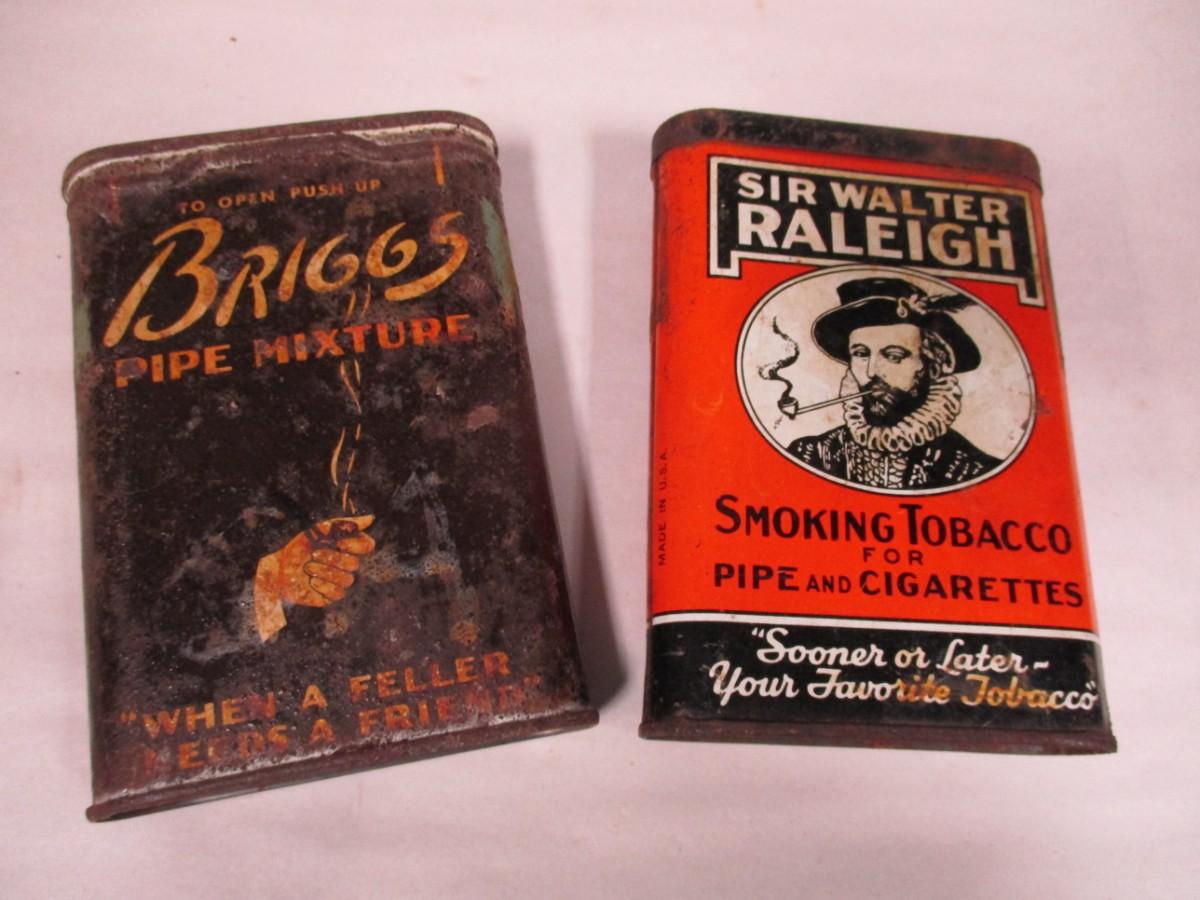 TO OPEN PUSH UP
BRIGGS
PIPE MIXTURE
"WHEN A FELLER
NEEDS A FRIEND"
SIR WALTER
RALEIGH
MADE IN U.S.A.
SMOKING TOBACCO
FOR
PIPE AND CIGARETTES
"Sooner or Later-
Your Favorite Tobacco"